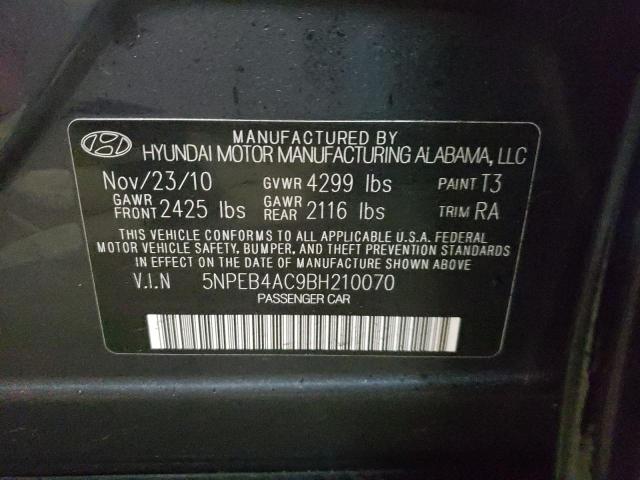 MANUFACTURED BY
HYUNDAI MOTOR MANUFACTURING ALABAMA, LLC
Nov/23/10 GVWR 4299 lbs PAINT T3
GAWR FRONT 2425 lbs GAWR REAR 2116 lbs TRIM RA
THIS VEHICLE CONFORMS TO ALL APPLICABLE U.S.A. FEDERAL
MOTOR VEHICLE SAFETY, BUMPER, AND THEFT PREVENTION STANDARDS
IN EFFECT ON THE DATE OF MANUFACTURE SHOWN ABOVE
V.I.N 5NPEB4AC9BH210070
PASSENGER CAR